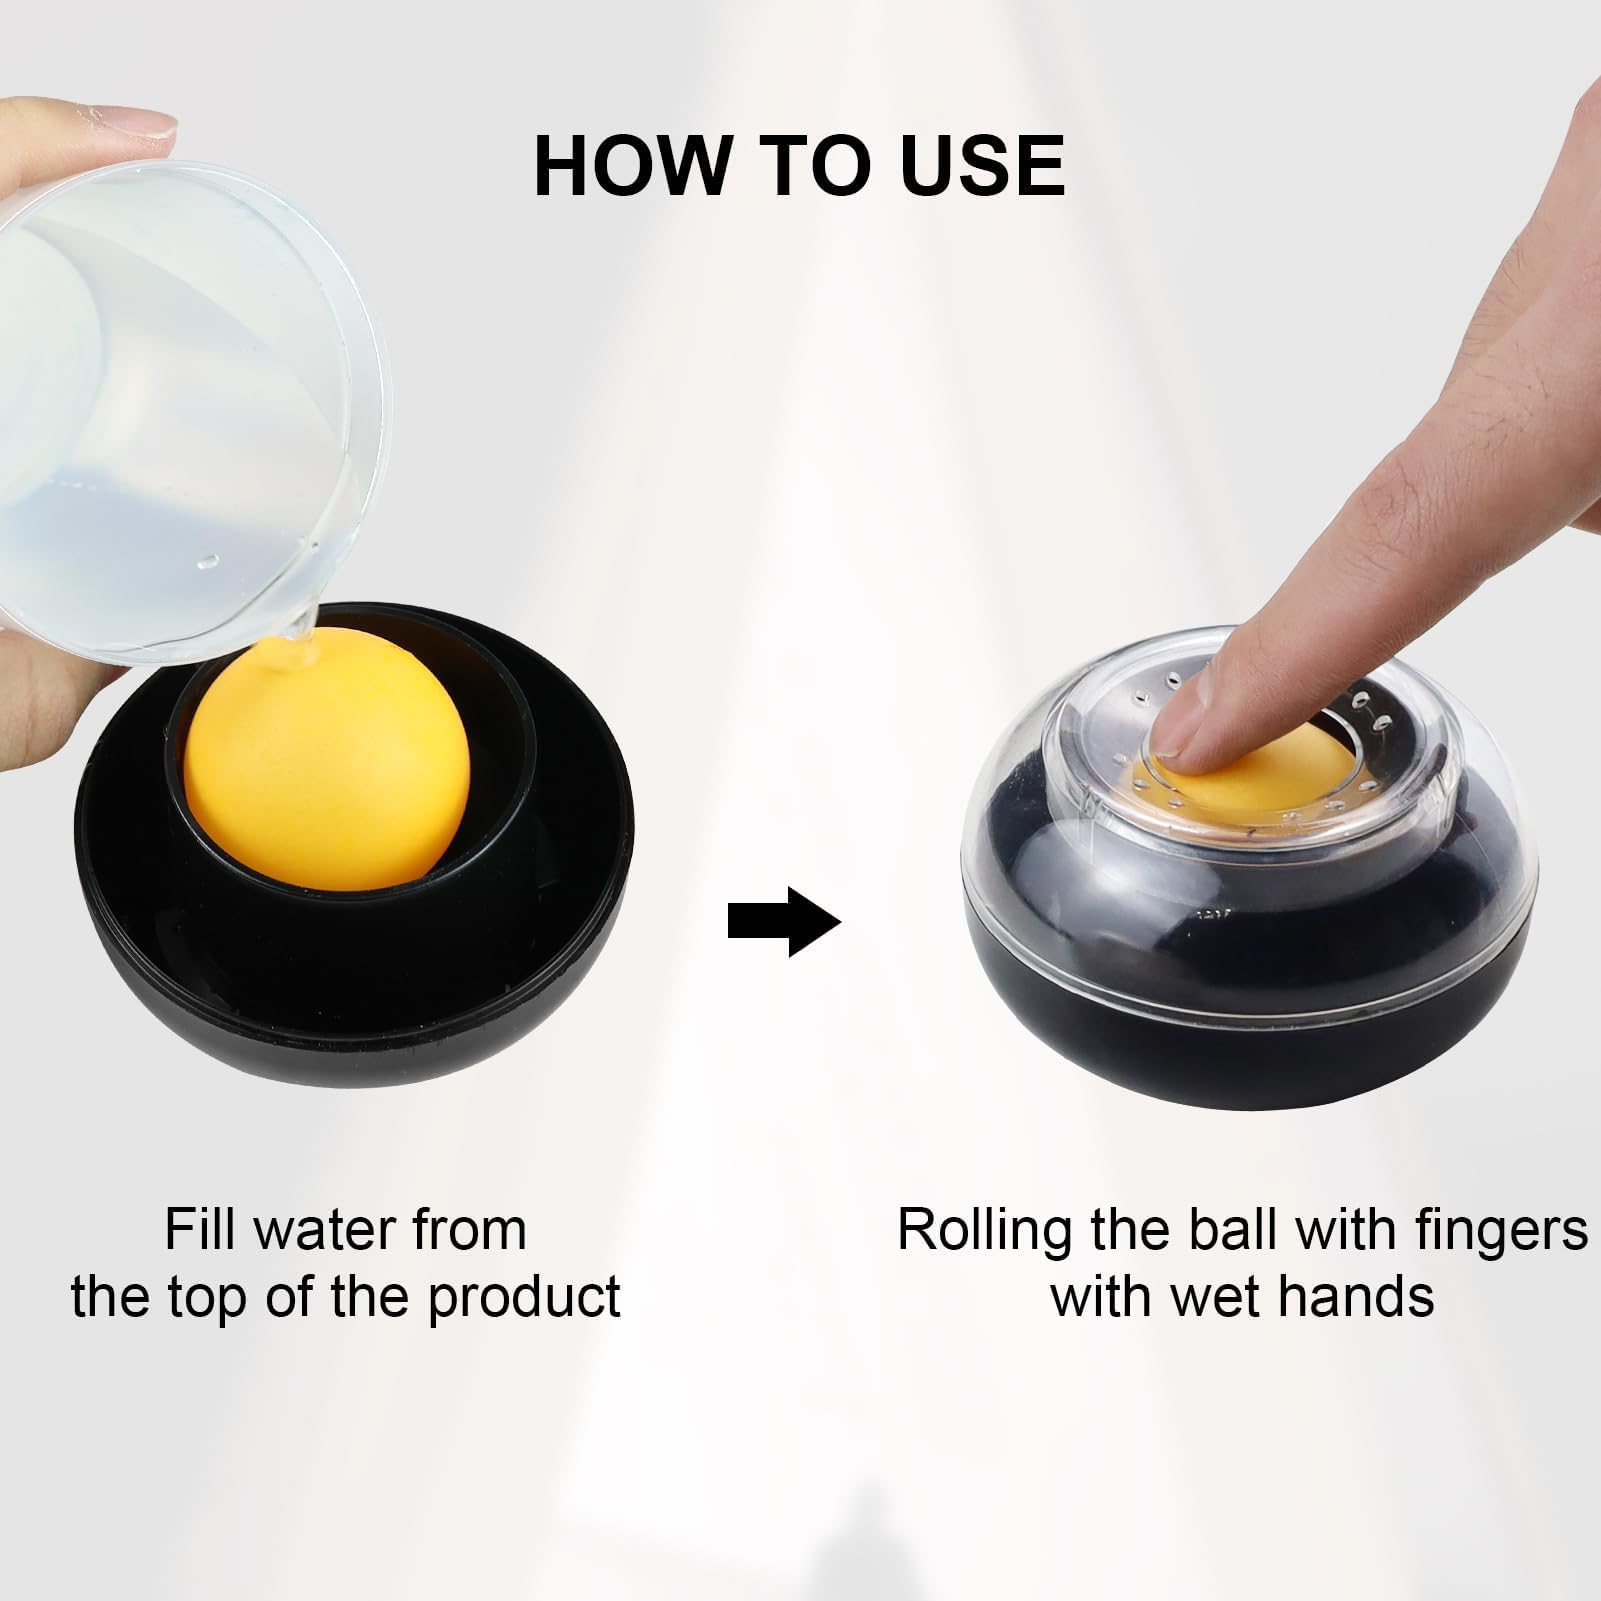 HOW TO USE
Fill water from
the top of the product
Rolling the ball with fingers
with wet hands